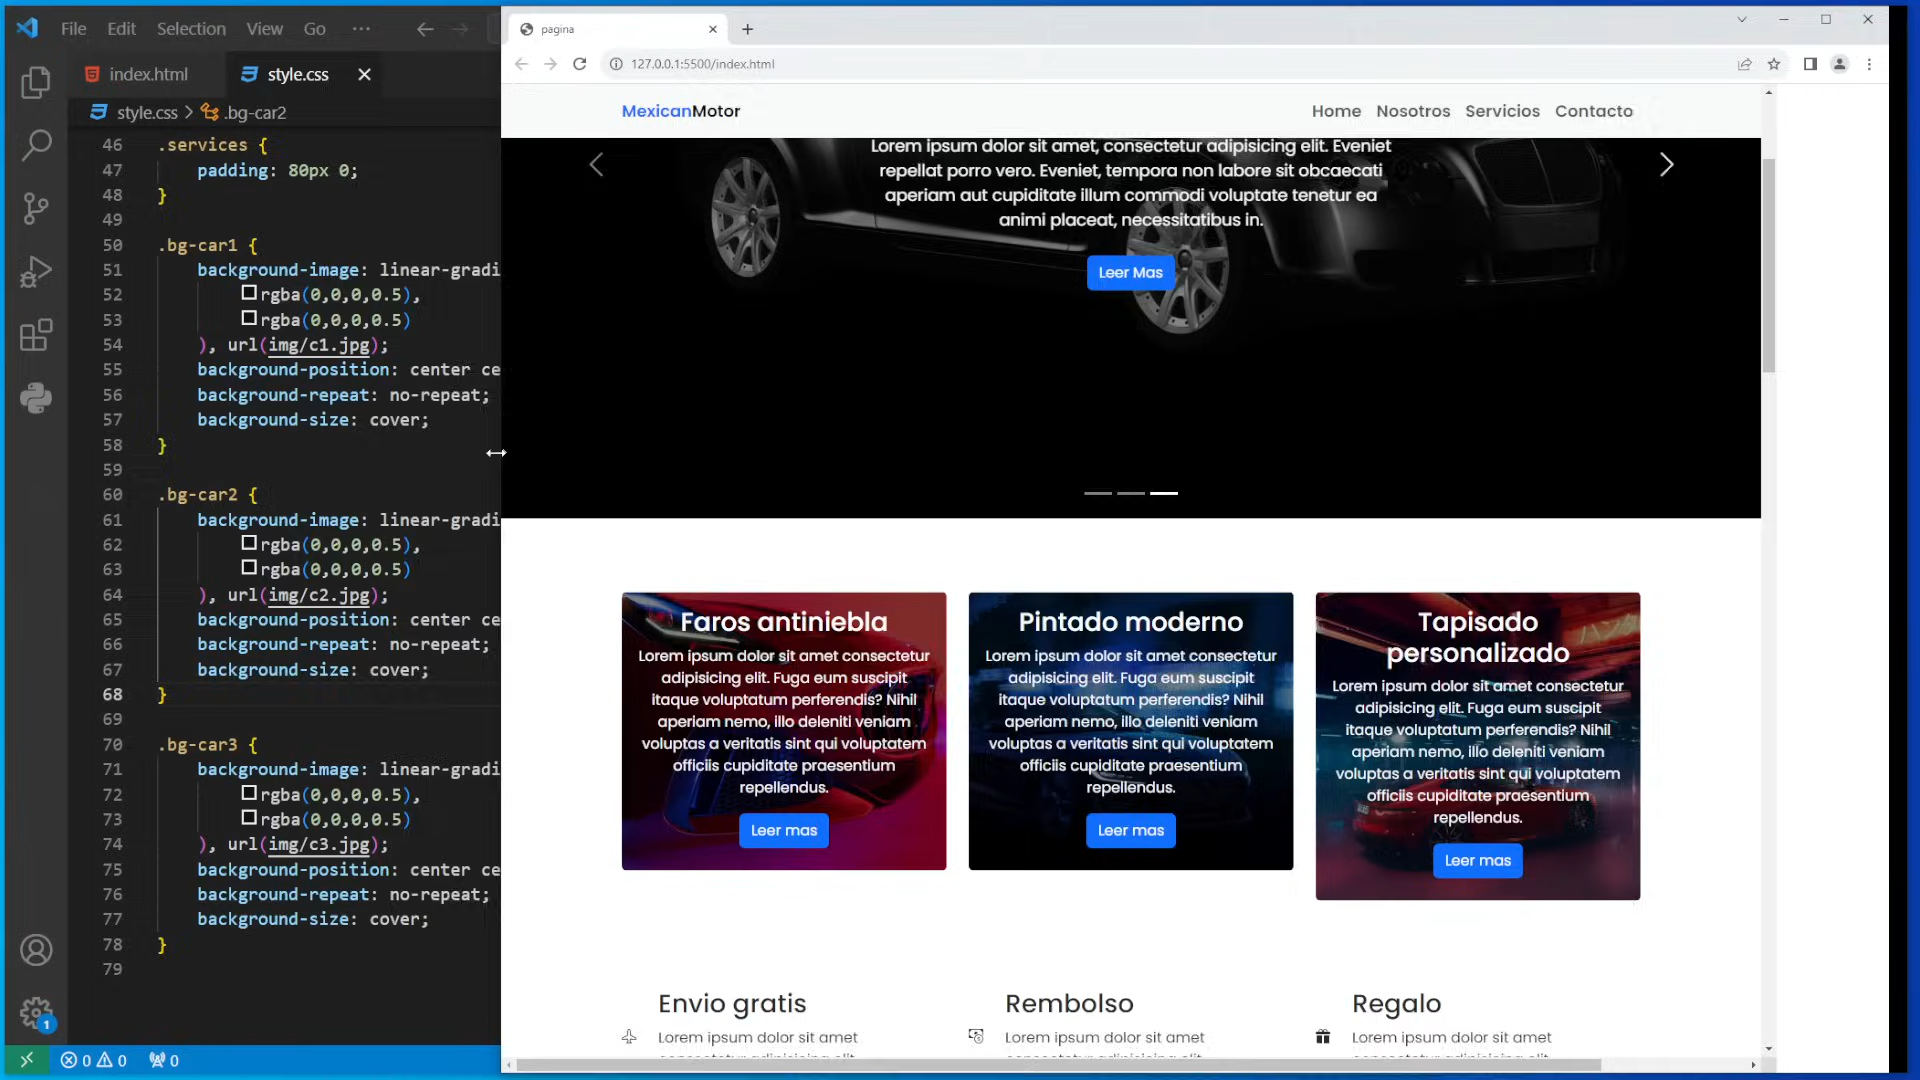 File Edit Selection View Go ...
index.html
style.css
style.css > .bg-car2
46 .services {
47 padding: 80px 0;
48 }
49
50 .bg-car1 {
51 background-image: linear-gradi
52 rgba(0,0,0,0.5),
53 rgba(0,0,0,0.5)
54 ), url(img/c1.jpg);
55 background-position: center ce
56 background-repeat: no-repeat;
57 background-size: cover;
58 }
59
60 .bg-car2 {
61 background-image: linear-gradi
62 rgba(0,0,0,0.5),
63 rgba(0,0,0,0.5)
64 ), url(img/c2.jpg);
65 background-position: center ce
66 background-repeat: no-repeat;
67 background-size: cover;
68 }
69
70 .bg-car3 {
71 background-image: linear-gradi
72 rgba(0,0,0,0.5),
73 rgba(0,0,0,0.5)
74 ), url(img/c3.jpg);
75 background-position: center ce
76 background-repeat: no-repeat;
77 background-size: cover;
78 }
79
1
0 0 0
pagina
127.0.0.1:5500/index.html
MexicanMotor
Home Nosotros Servicios Contacto
Lorem ipsum dolor sit amet, consectetur adipisicing elit. Eveniet
repellat porro vero. Eveniet, tempora non labore sit obcaecati
aperiam aut cupiditate illum commodi voluptate tenetur ea
animi placeat, necessitatibus in.
Leer Mas
Faros antiniebla
Lorem ipsum dolor sit amet consectetur
adipisicing elit. Fuga eum suscipit
itaque voluptatum perferendis? Nihil
aperiam nemo, illo deleniti veniam
voluptas a veritatis sint qui voluptatem
officiis cupiditate praesentium
repellendus.
Leer mas
Pintado moderno
Lorem ipsum dolor sit amet consectetur
adipisicing elit. Fuga eum suscipit
itaque voluptatum perferendis? Nihil
aperiam nemo, illo deleniti veniam
voluptas a veritatis sint qui voluptatem
officiis cupiditate praesentium
repellendus.
Leer mas
Tapisado
personalizado
Lorem ipsum dolor sit amet consectetur
adipisicing elit. Fuga eum suscipit
itaque voluptatum perferendis? Nihil
aperiam nemo, illo deleniti veniam
voluptas a veritatis sint qui voluptatem
officiis cupiditate praesentium
repellendus.
Leer mas
Envio gratis
Lorem ipsum dolor sit amet
Rembolso
Lorem ipsum dolor sit amet
Regalo
Lorem ipsum dolor sit amet